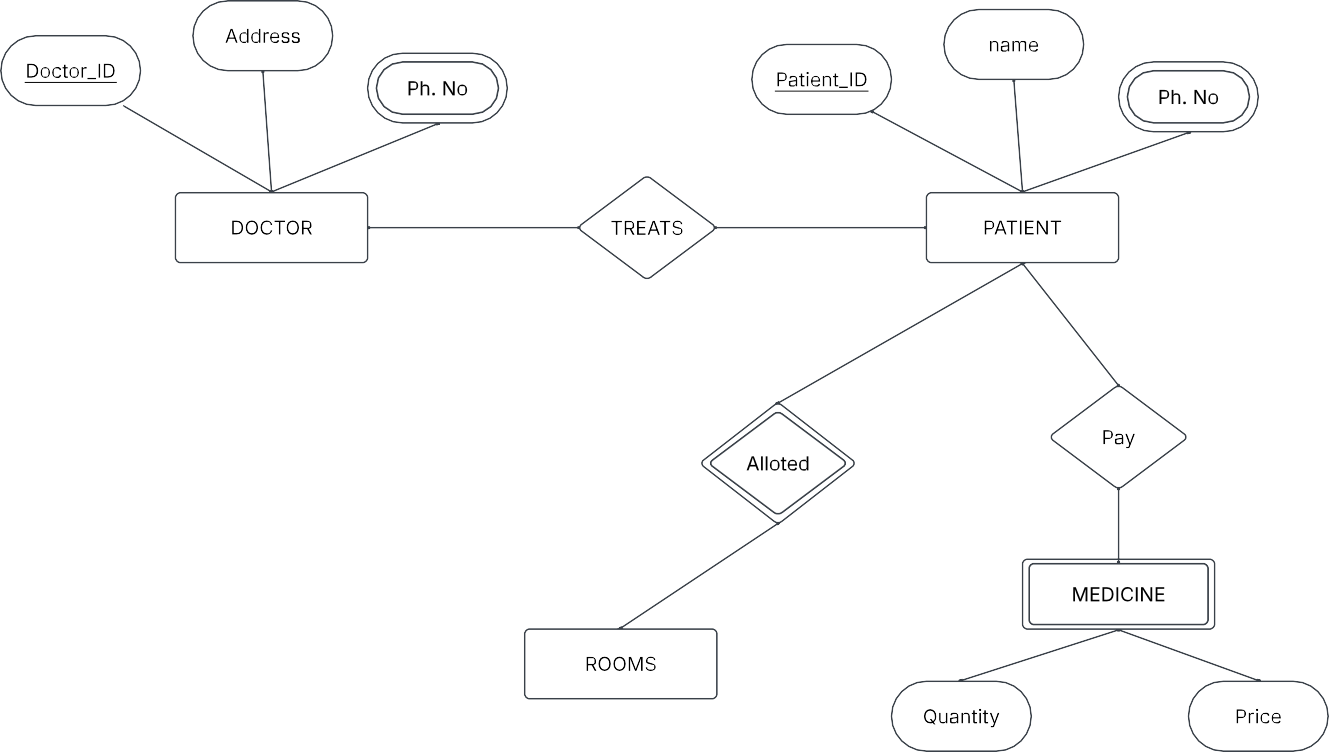 Doctor_ID
Address
Ph. No
Patient_ID
name
Ph. No
DOCTOR
TREATS
PATIENT
Alloted
Pay
MEDICINE
ROOMS
Quantity
Price